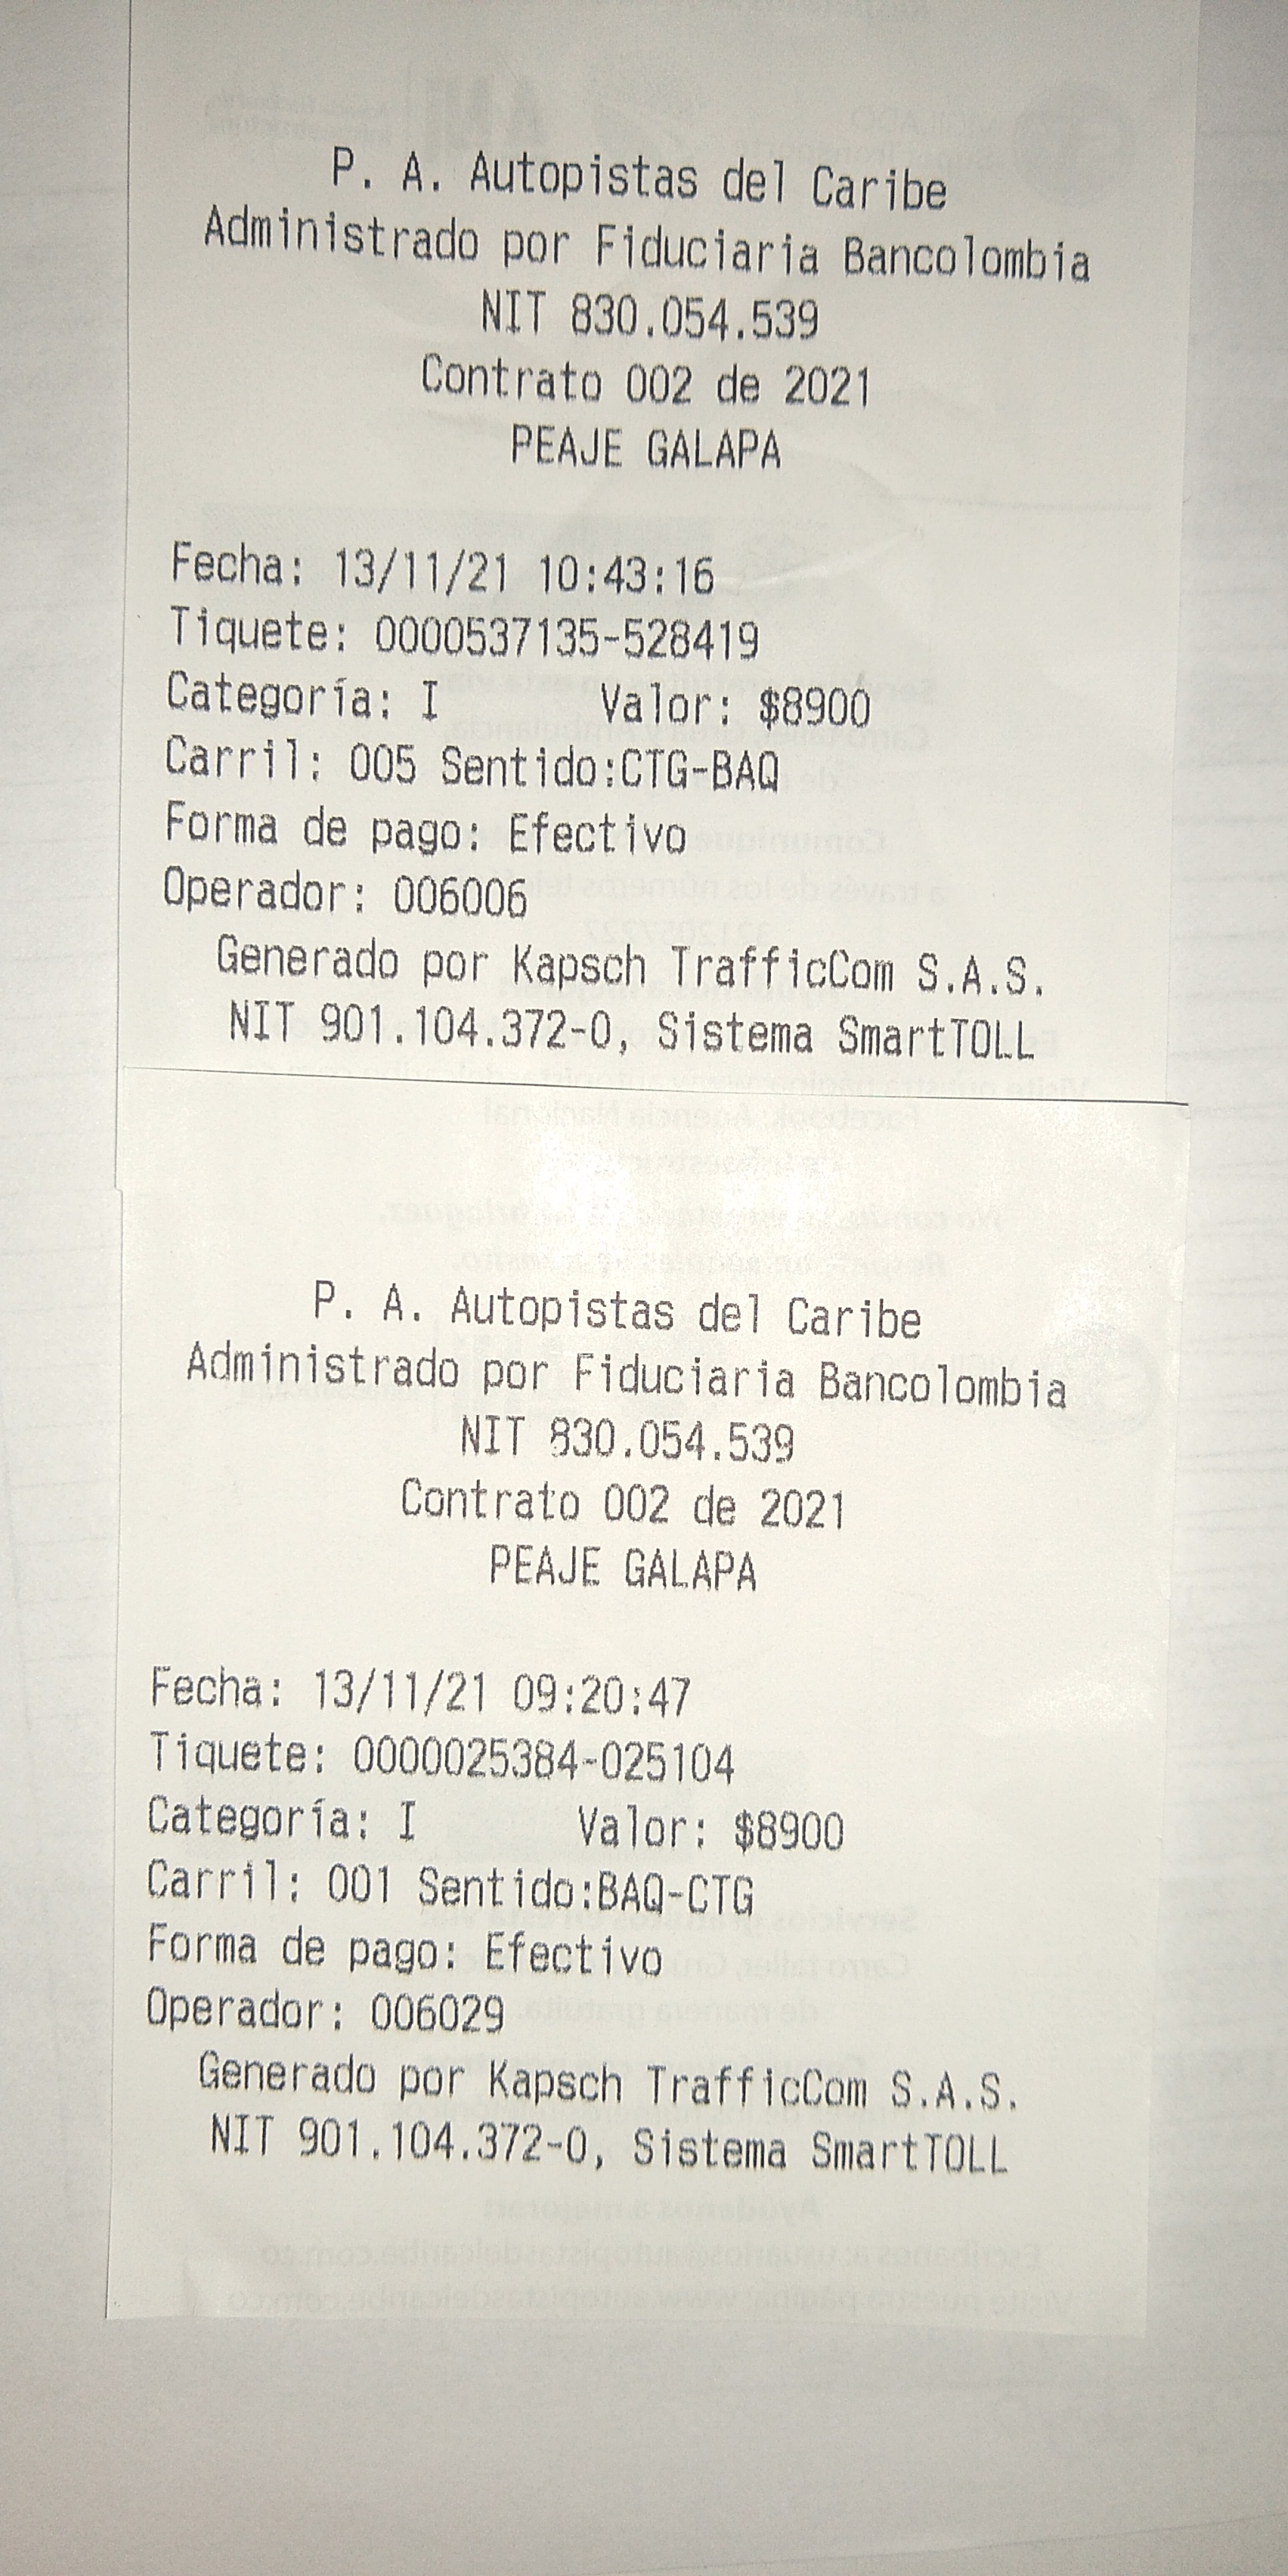 P. A. Autopistas del Caribe
Administrado por Fiduciaria Bancolombia
NIT 830.054.539
Contrato 002 de 2021
PEAJE GALAPA
Fecha: 13/11/21 10:43:16
Tiquete: 0000537135-528419
Categoría: I Valor: $8900
Carril: 005 Sentido:CTG-BAQ
Forma de pago: Efectivo
Operador: 006006
Generado por Kapsch TrafficCom S.A.S.
NIT 901.104.372-0, Sistema SmartTOLL
P. A. Autopistas del Caribe
Administrado por Fiduciaria Bancolombia
NIT 830.054.539
Contrato 002 de 2021
PEAJE GALAPA
Fecha: 13/11/21 09:20:47
Tiquete: 0000025384-025104
Categoría: I Valor: $8900
Carril: 001 Sentido:BAQ-CTG
Forma de pago: Efectivo
Operador: 006029
Generado por Kapsch TrafficCom S.A.S.
NIT 901.104.372-0, Sistema SmartTOLL